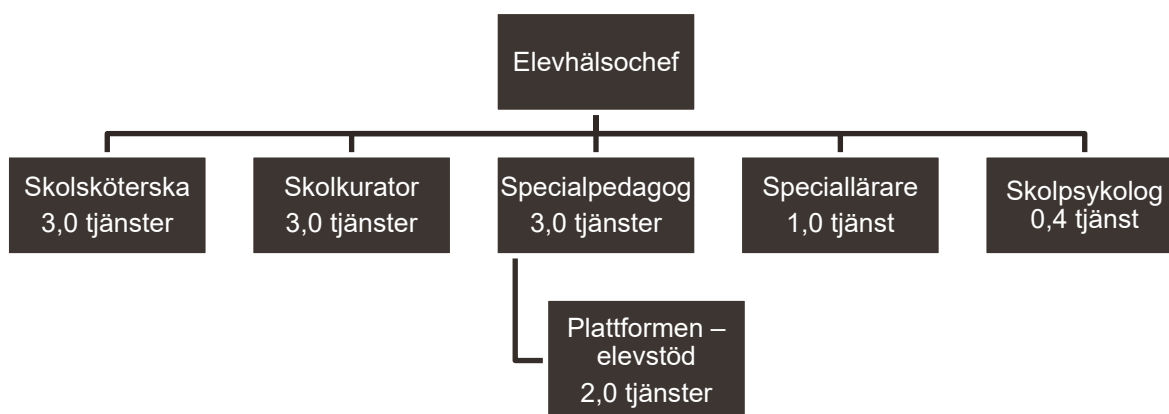 Elevhälsochef
Skolsköterska
3,0 tjänster
Skolkurator
3,0 tjänster
Specialpedagog
3,0 tjänster
Speciallärare
1,0 tjänst
Skolpsykolog
0,4 tjänst
Plattformen –
elevstöd
2,0 tjänster